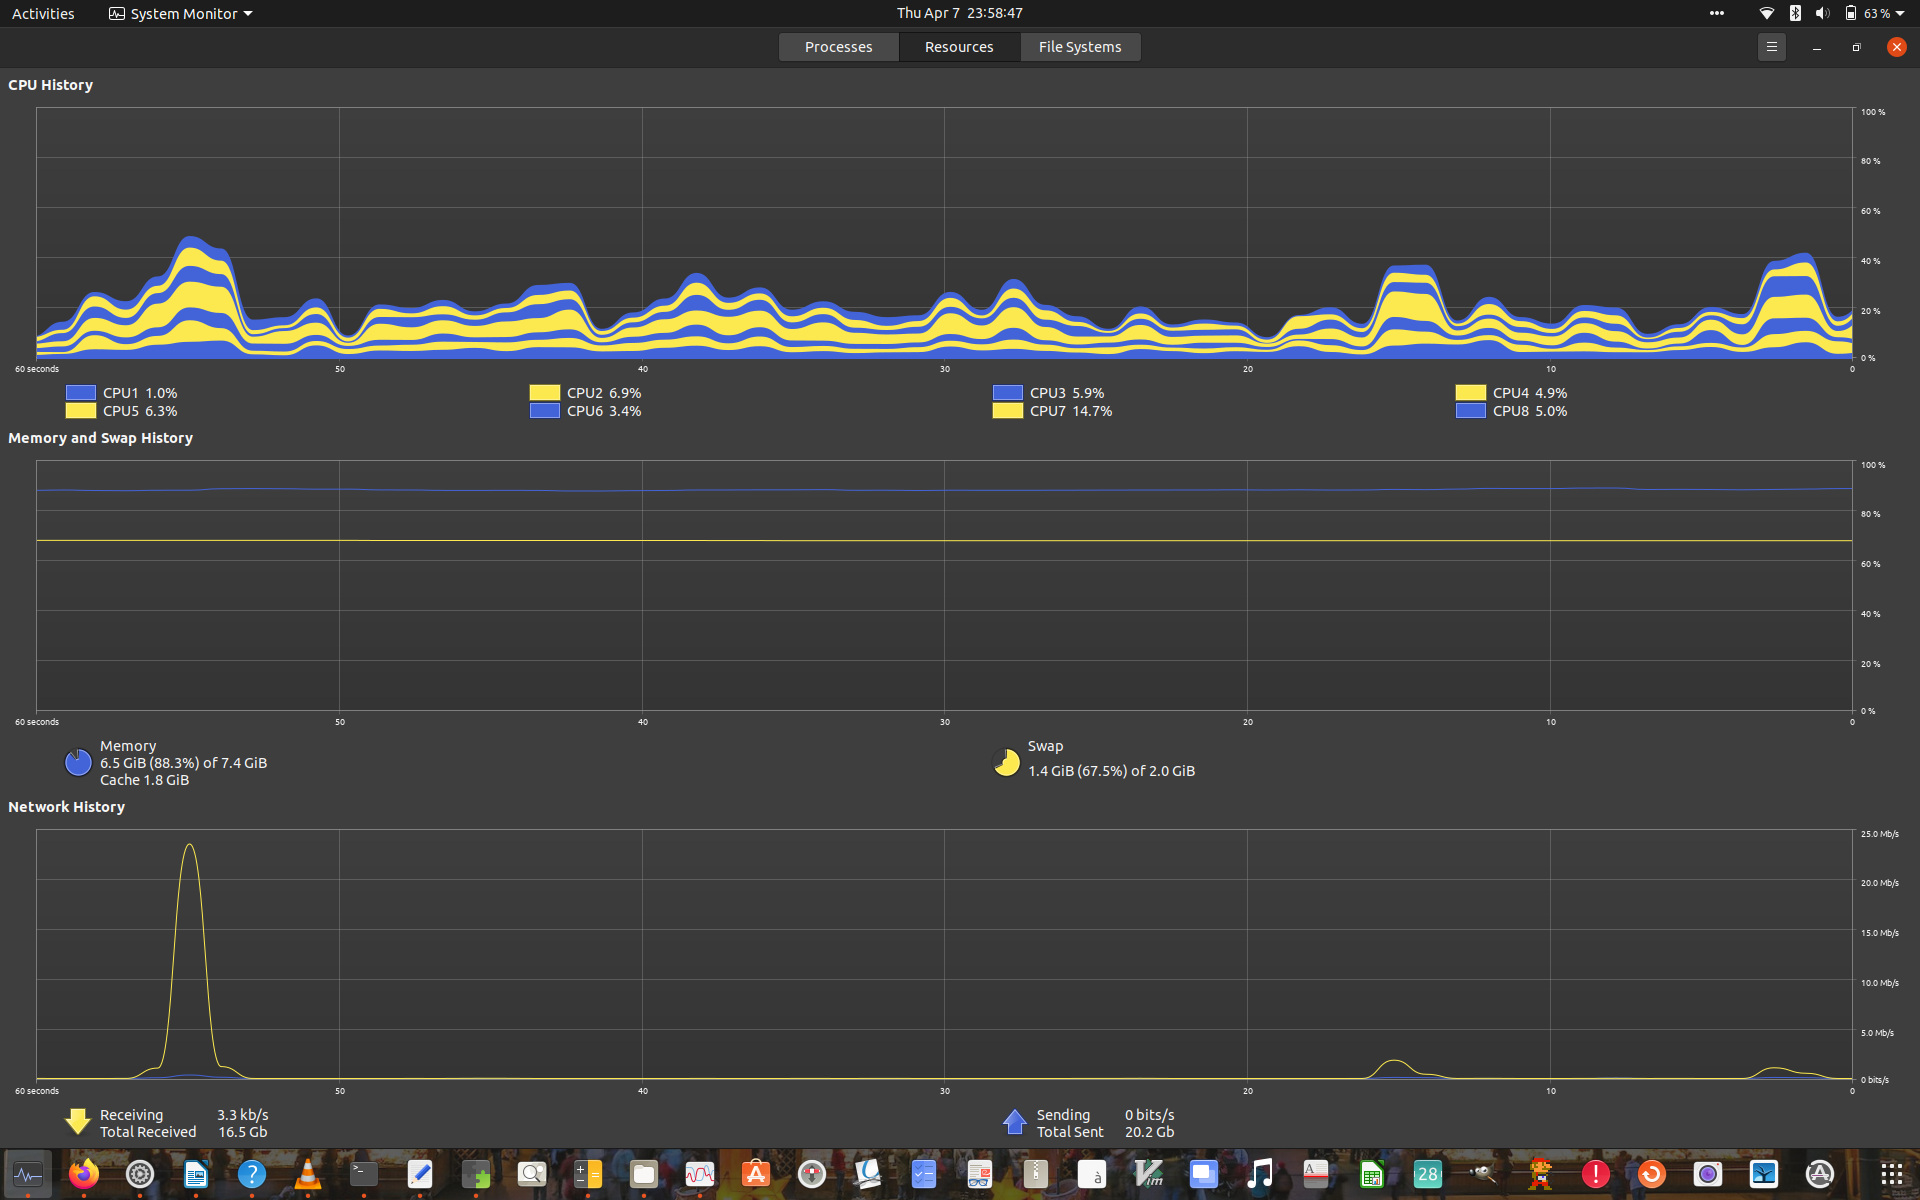 Activities System Monitor Thu Apr 7 23:58:47 63 %
Processes Resources File Systems
CPU History
100 %
80 %
60 %
40 %
20 %
0 %
60 seconds 50 40 30 20 10 0
CPU1 1.0% CPU2 6.9% CPU3 5.9% CPU4 4.9%
CPU5 6.3% CPU6 3.4% CPU7 14.7% CPU8 5.0%
Memory and Swap History
100 %
80 %
60 %
40 %
20 %
0 %
60 seconds 50 40 30 20 10 0
Memory
6.5 GiB (88.3%) of 7.4 GiB
Cache 1.8 GiB
Swap
1.4 GiB (67.5%) of 2.0 GiB
Network History
25.0 Mb/s
20.0 Mb/s
15.0 Mb/s
10.0 Mb/s
5.0 Mb/s
0 bits/s
60 seconds 50 40 30 20 10 0
Receiving 3.3 kb/s
Total Received 16.5 Gb
Sending 0 bits/s
Total Sent 20.2 Gb
? >_ à Vim A 28 !